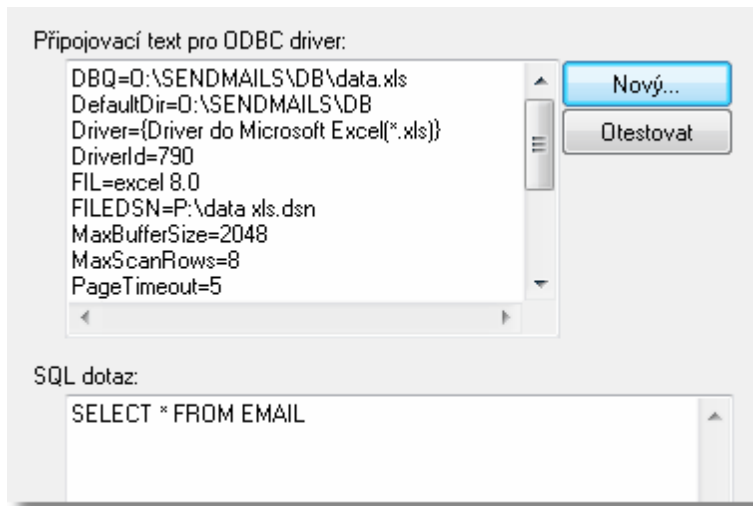 Připojovací text pro ODBC driver:
DBQ=O:\SENDMAILS\DB\data.xls
DefaultDir=O:\SENDMAILS\DB
Driver={Driver do Microsoft Excel(*.xls)}
DriverId=790
FIL=excel 8.0
FILEDSN=P:\data xls.dsn
MaxBufferSize=2048
MaxScanRows=8
PageTimeout=5
Nový...
Otestovat
SQL dotaz:
SELECT * FROM EMAIL